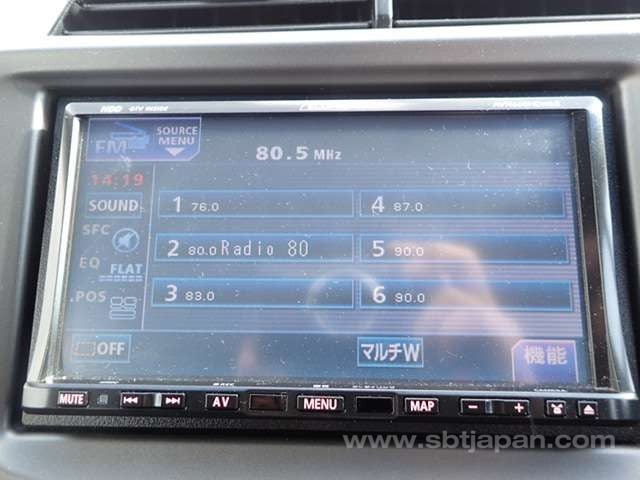 HDD
FM SOURCE MENU
80.5 MHz
14:19
SOUND
1 76.0
4 87.0
SFC
2 80.0 Radio 80
5 90.0
EQ FLAT
.POS
3 83.0
6 90.0
OFF
マルチW
機能
MUTE AV MENU MAP − +
www.sbtjapan.com